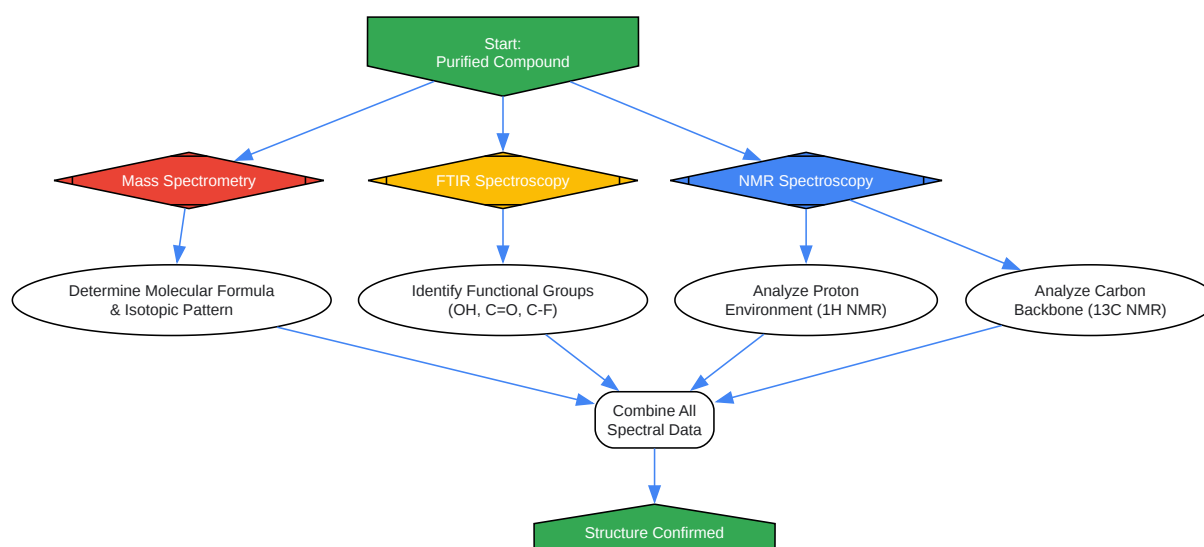 Start:
Purified Compound
Mass Spectrometry
FTIR Spectroscopy
NMR Spectroscopy
Determine Molecular Formula
& Isotopic Pattern
Identify Functional Groups
(OH, C=O, C-F)
Analyze Proton
Environment (1H NMR)
Analyze Carbon
Backbone (13C NMR)
Combine All
Spectral Data
Structure Confirmed